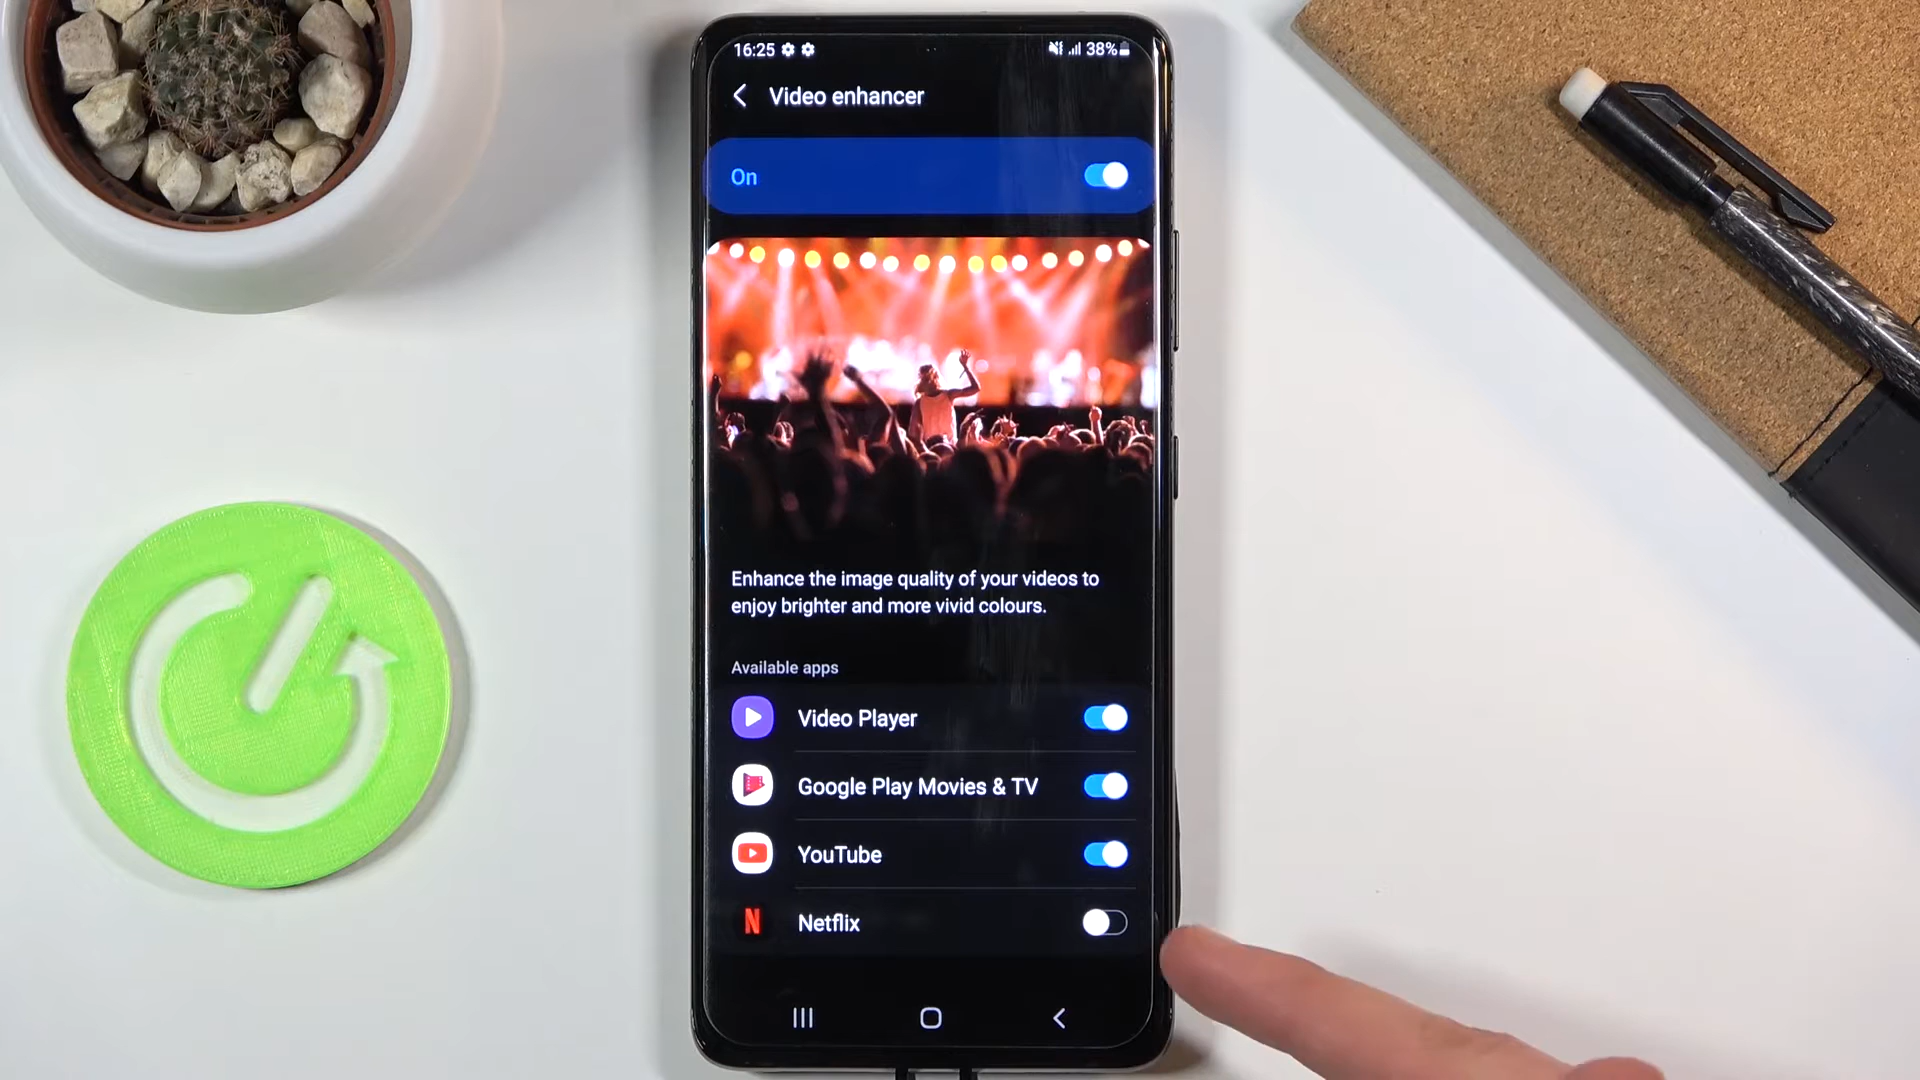 16:25 38%
Video enhancer
On
Enhance the image quality of your videos to
enjoy brighter and more vivid colours.
Available apps
Video Player
Google Play Movies & TV
YouTube
N Netflix